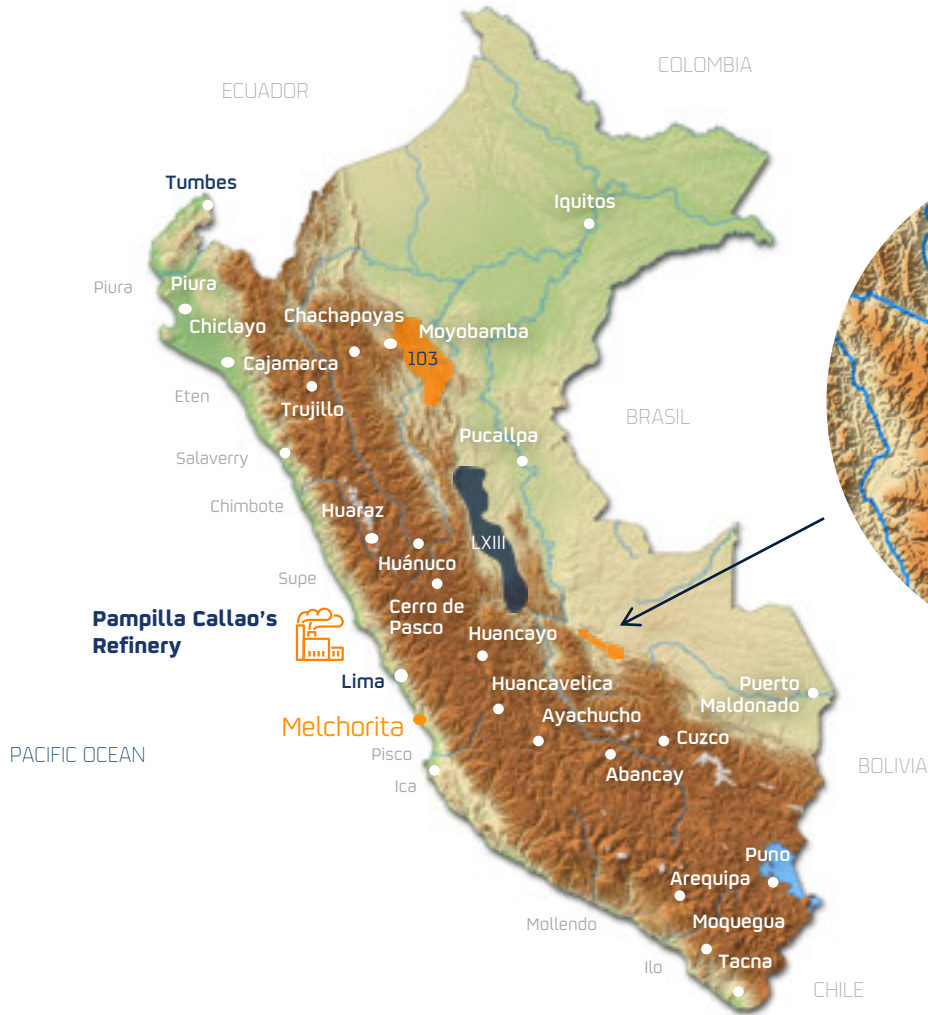 COLOMBIA
ECUADOR
Tumbes
Iquitos
Piura
Piura
Chiclayo
Chachapoyas
Moyobamba
103
Cajamarca
Eten
Trujillo
BRASIL
Pucallpa
Salaverry
Chimbote
Huaraz
LXIII
Huánuco
Supe
Cerro de
Pasco
Pampilla Callao's
Refinery
Huancayo
Lima
Huancavelica
Puerto
Maldonado
Melchorita
Ayachucho
Cuzco
PACIFIC OCEAN
Pisco
Abancay
BOLIVIA
Ica
Puno
Arequipa
Mollendo
Moquegua
Ilo
Tacna
CHILE